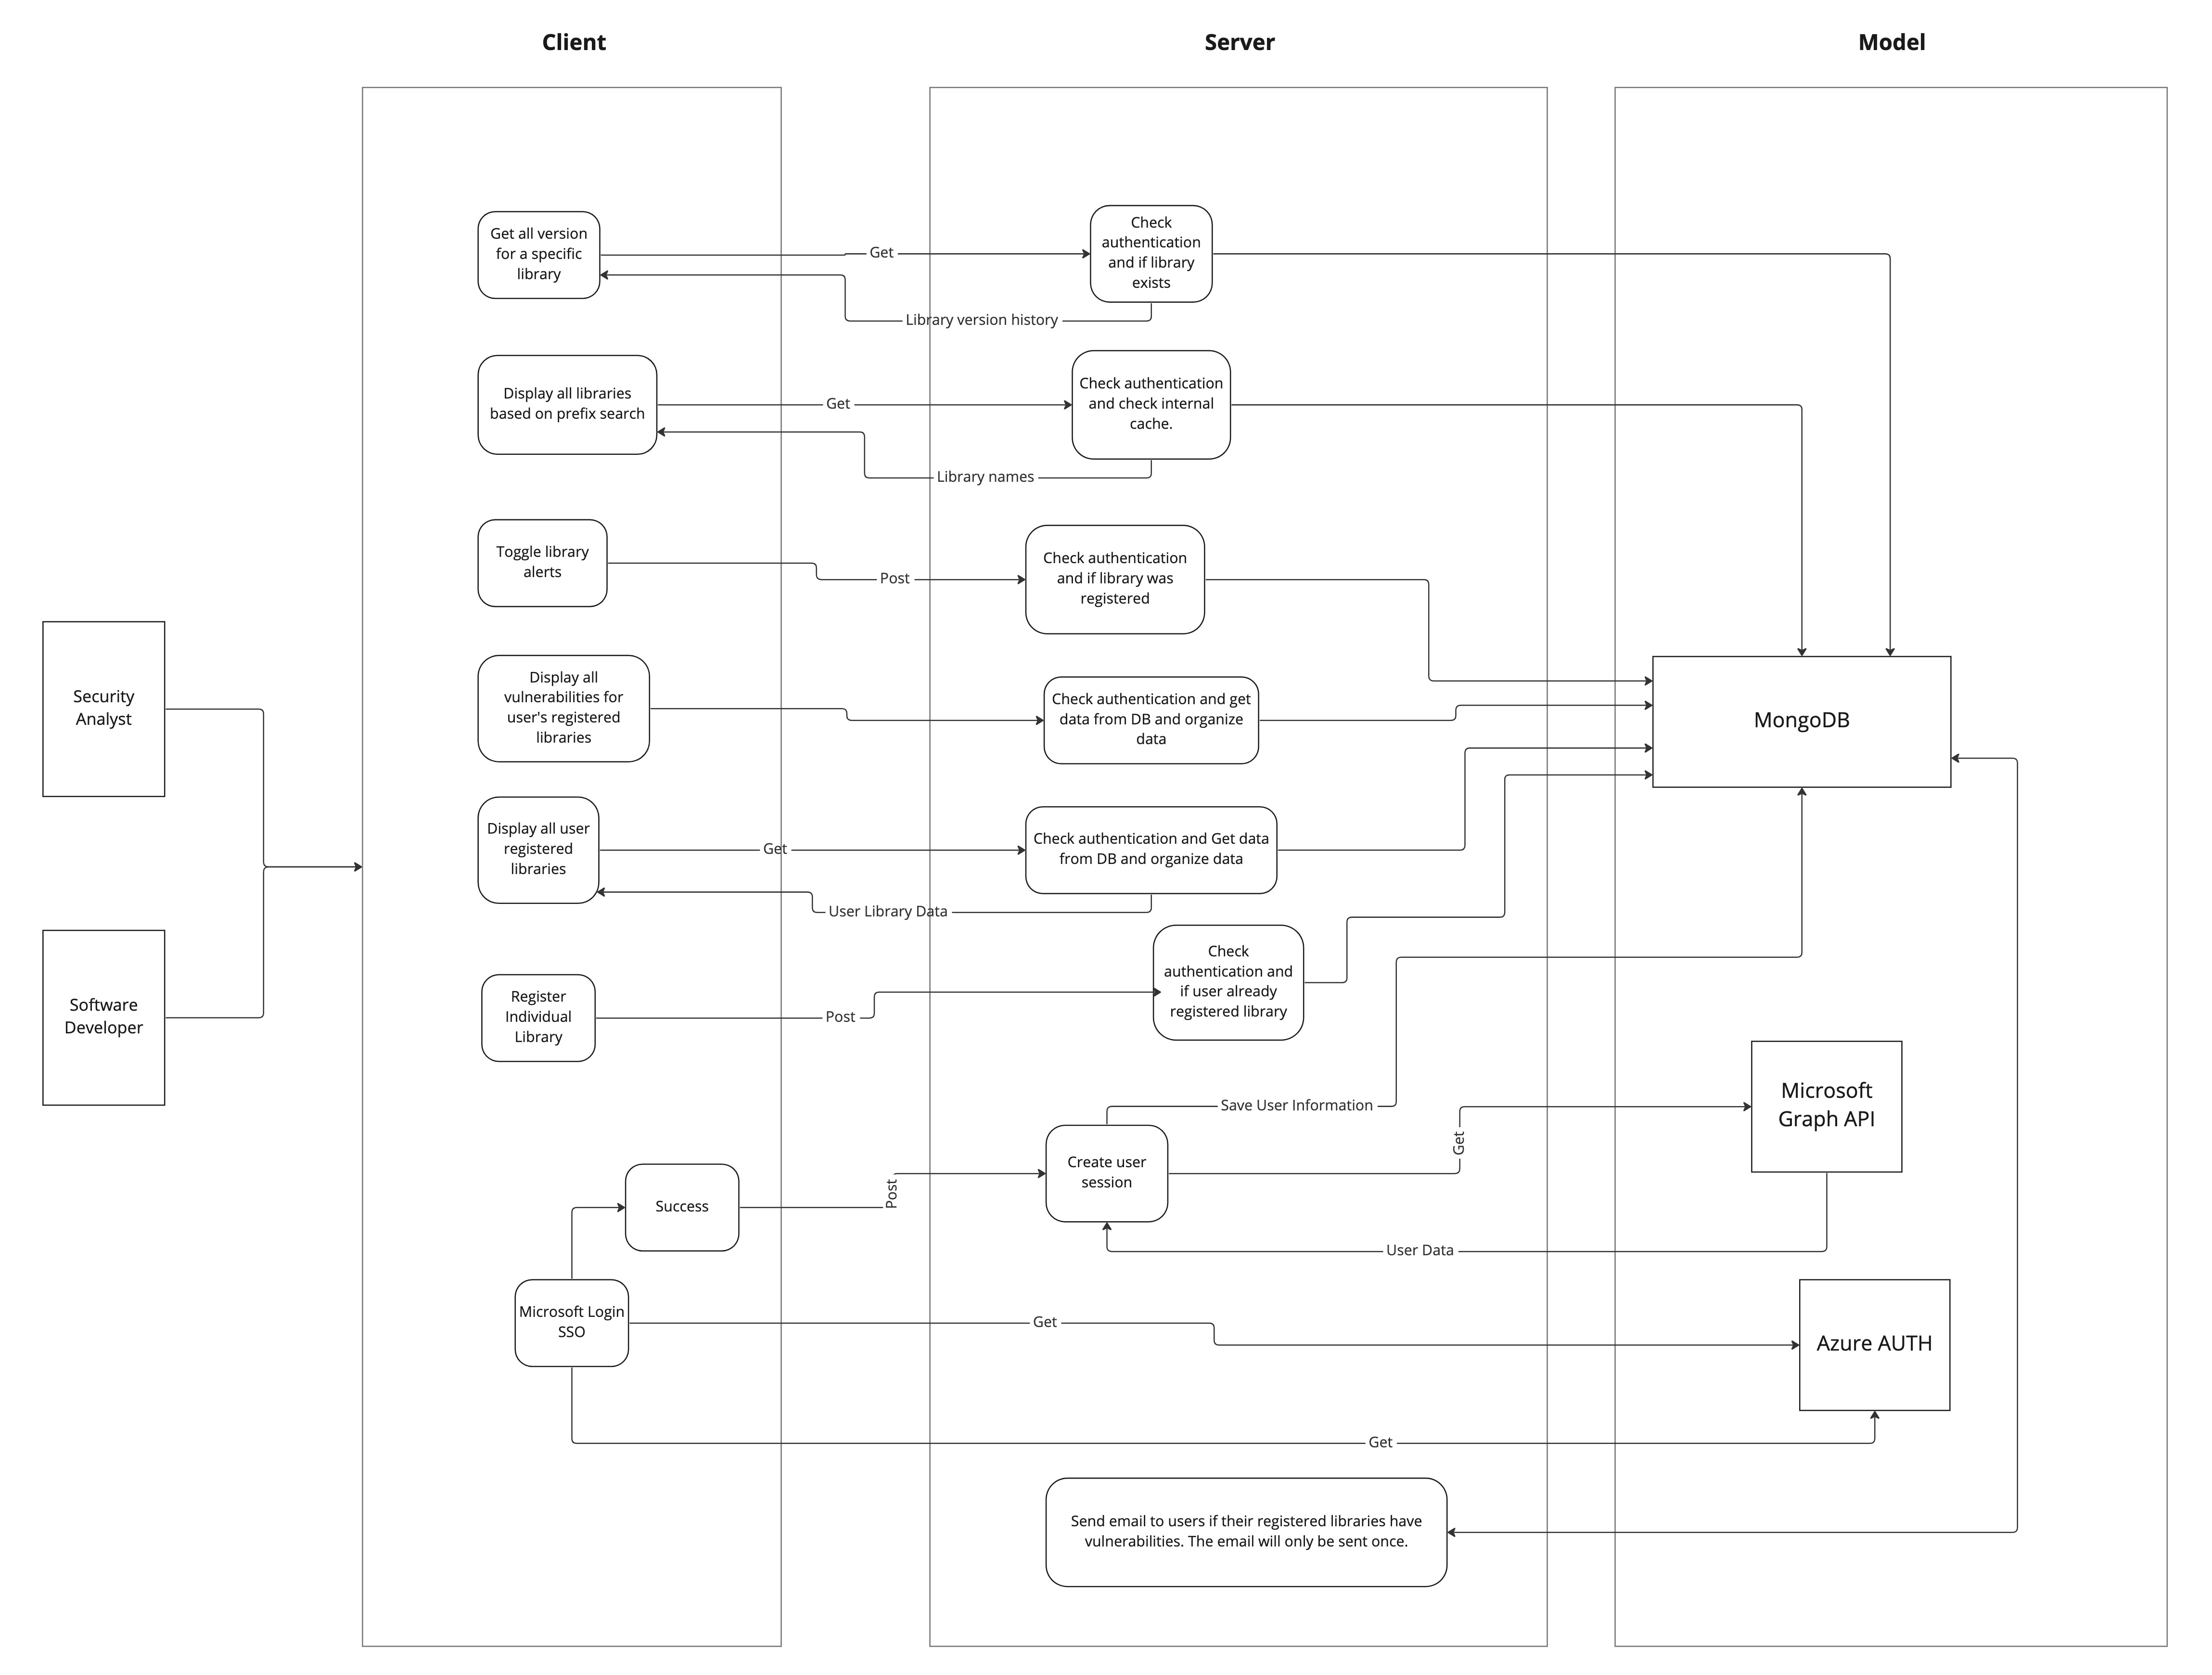 Client
Server
Model
Get all version
for a specific
library
Get
Check
authentication
and if library
exists
Library version history
Display all libraries
based on prefix search
Get
Check authentication
and check internal
cache.
Library names
Toggle library
alerts
Post
Check authentication
and if library was
registered
Security
Analyst
Display all
vulnerabilities for
user's registered
libraries
Check authentication and get
data from DB and organize
data
MongoDB
Display all user
registered
libraries
Get
Check authentication and Get data
from DB and organize data
User Library Data
Software
Developer
Register
Individual
Library
Post
Check
authentication and
if user already
registered library
Save User Information
Microsoft
Graph API
Get
Success
Post
Create user
session
User Data
Microsoft Login
SSO
Get
Azure AUTH
Get
Send email to users if their registered libraries have
vulnerabilities. The email will only be sent once.